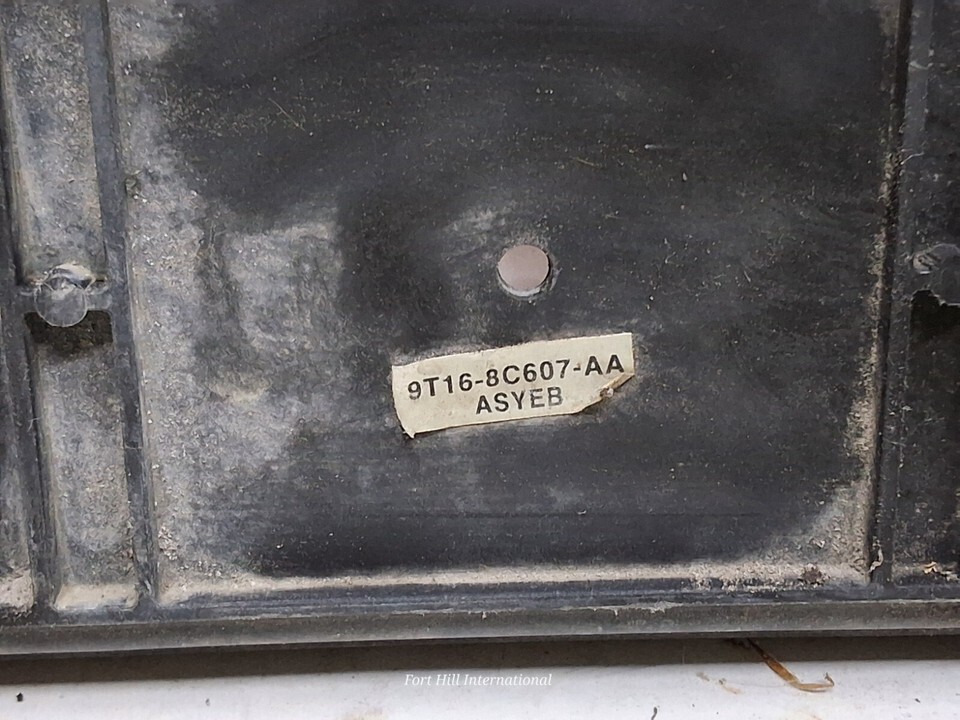 9T16-8C607-AA
ASYEB
Fort Hill International